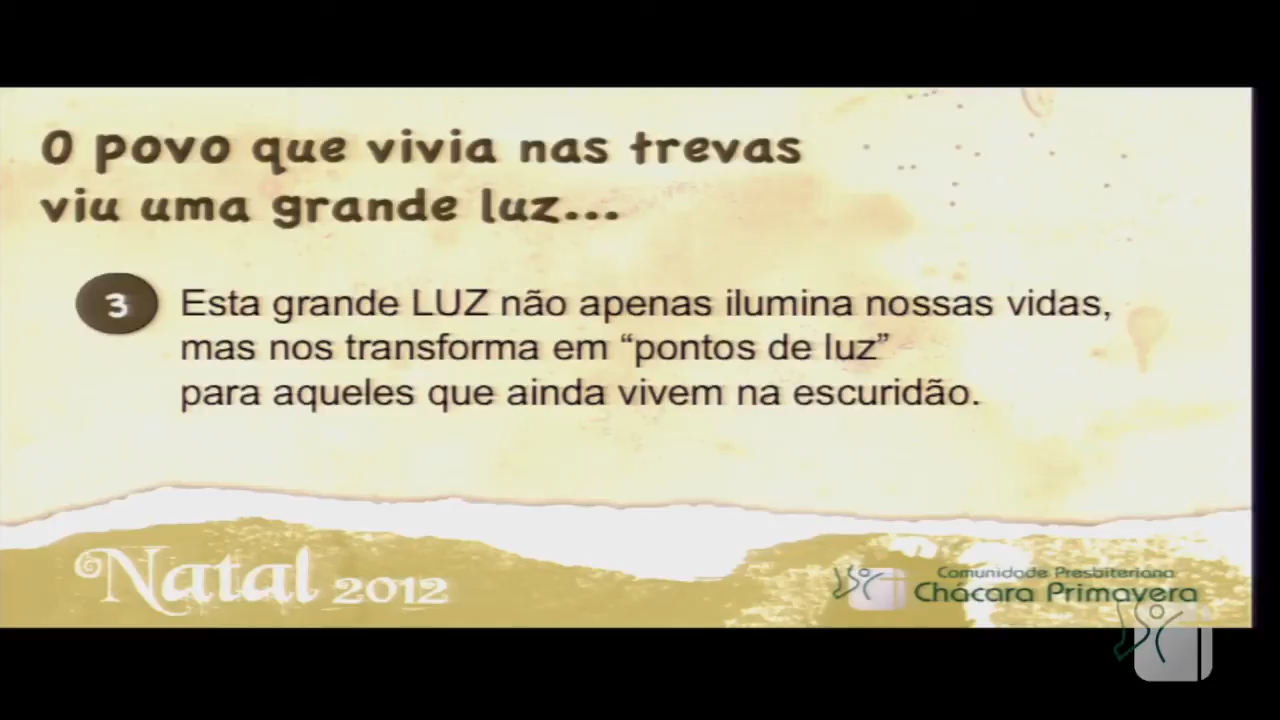 O povo que vivia nas trevas
viu uma grande luz...
3
Esta grande LUZ não apenas ilumina nossas vidas,
mas nos transforma em “pontos de luz”
para aqueles que ainda vivem na escuridão.
Natal 2012
Comunidade Presbiteriana
Chácara Primavera